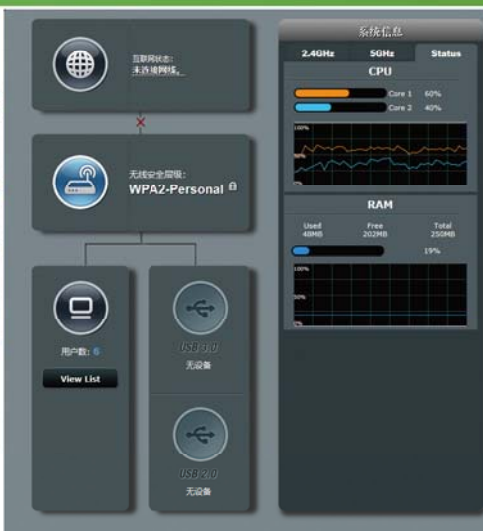 互联网状态:
未连接网线。
无线安全层级:
WPA2-Personal
用户数: 6
View List
USB 3.0
无设备
USB 2.0
无设备
系统信息
2.4GHz 5GHz Status
CPU
Core 1 60%
Core 2 40%
100%
50%
0%
RAM
Used Free Total
48MB 202MB 250MB
19%
100%
50%
0%